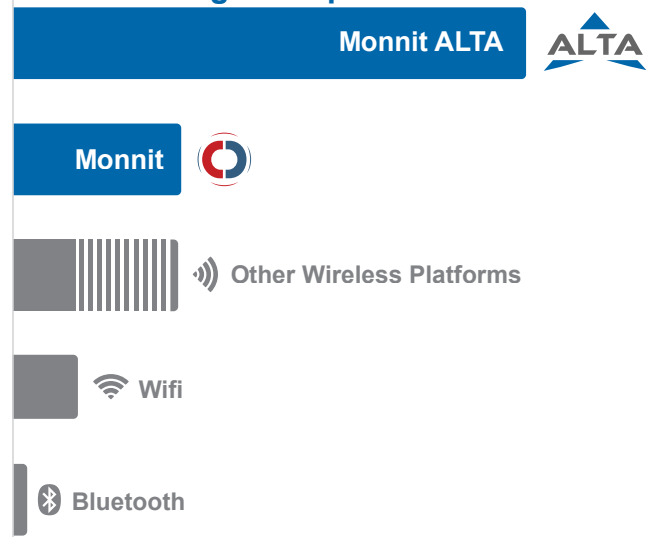 Monnit ALTA
ALTA
Monnit
Other Wireless Platforms
Wifi
Bluetooth